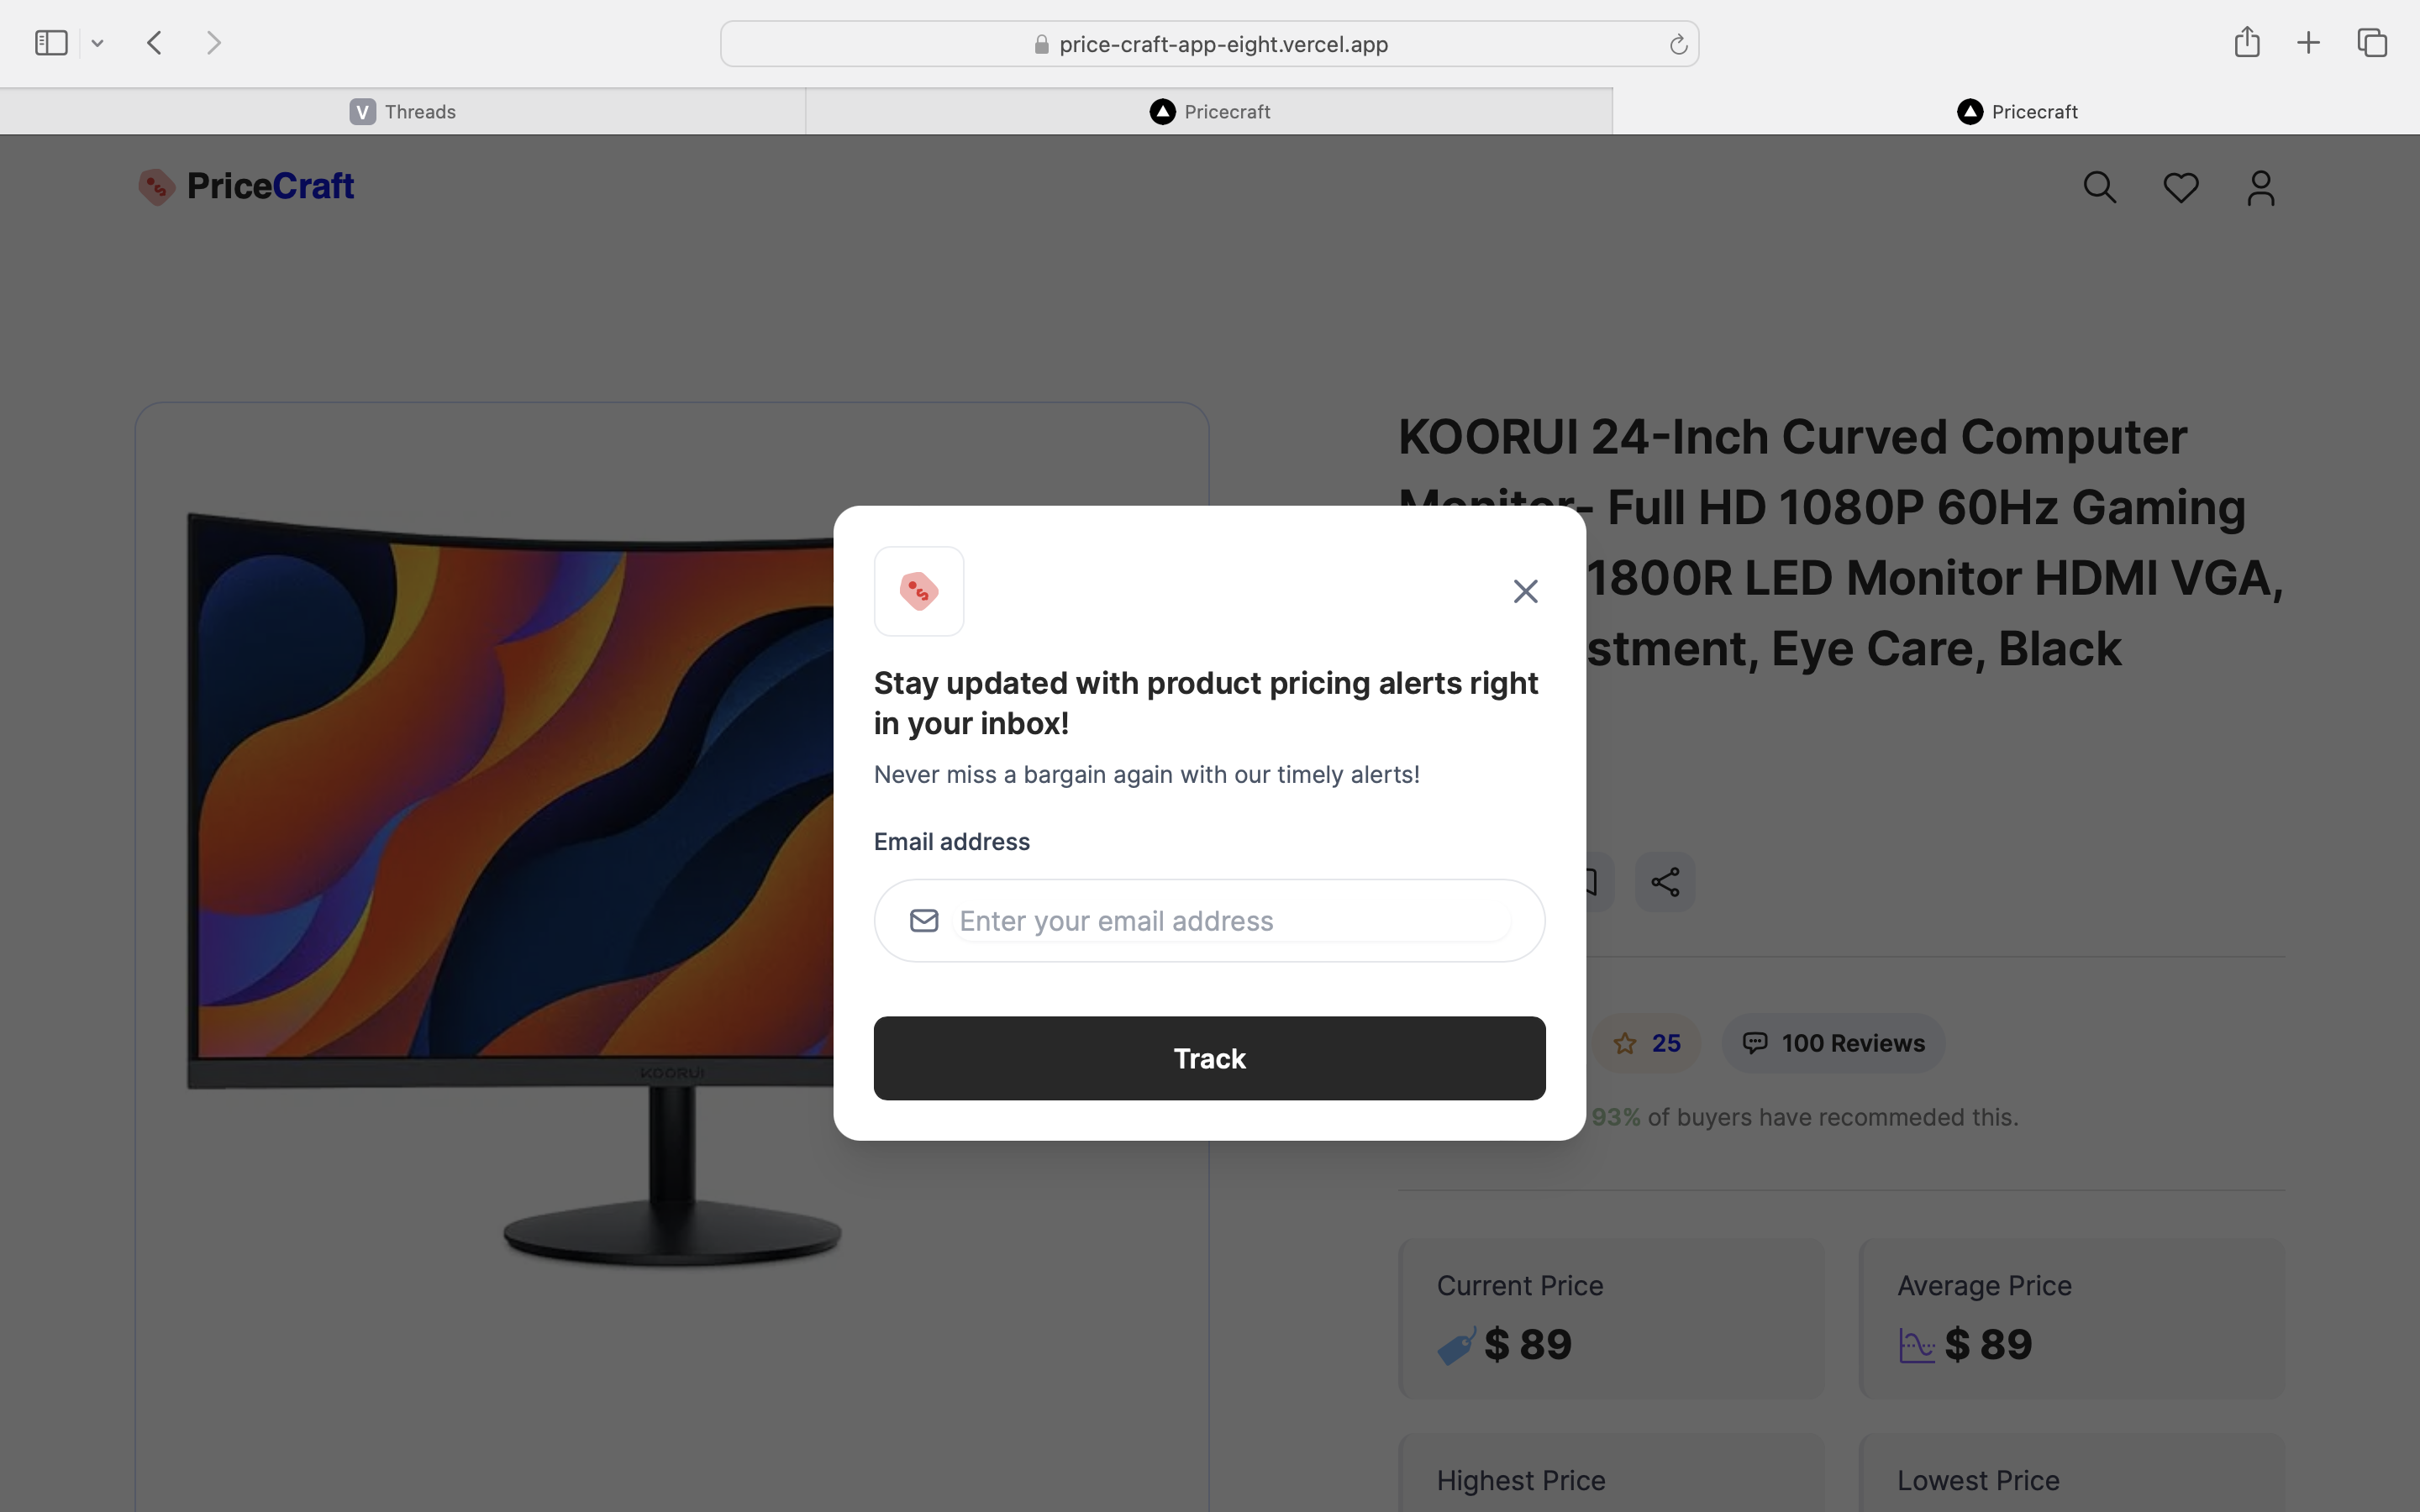 price-craft-app-eight.vercel.app
V Threads
Pricecraft
Pricecraft
PriceCraft
KOORUI 24-Inch Curved Computer
- Full HD 1080P 60Hz Gaming
1800R LED Monitor HDMI VGA,
stment, Eye Care, Black
KOORUI
Stay updated with product pricing alerts right
in your inbox!
Never miss a bargain again with our timely alerts!
Email address
Enter your email address
Track
25
100 Reviews
93% of buyers have recommeded this.
Current Price
$ 89
Average Price
$ 89
Highest Price
Lowest Price